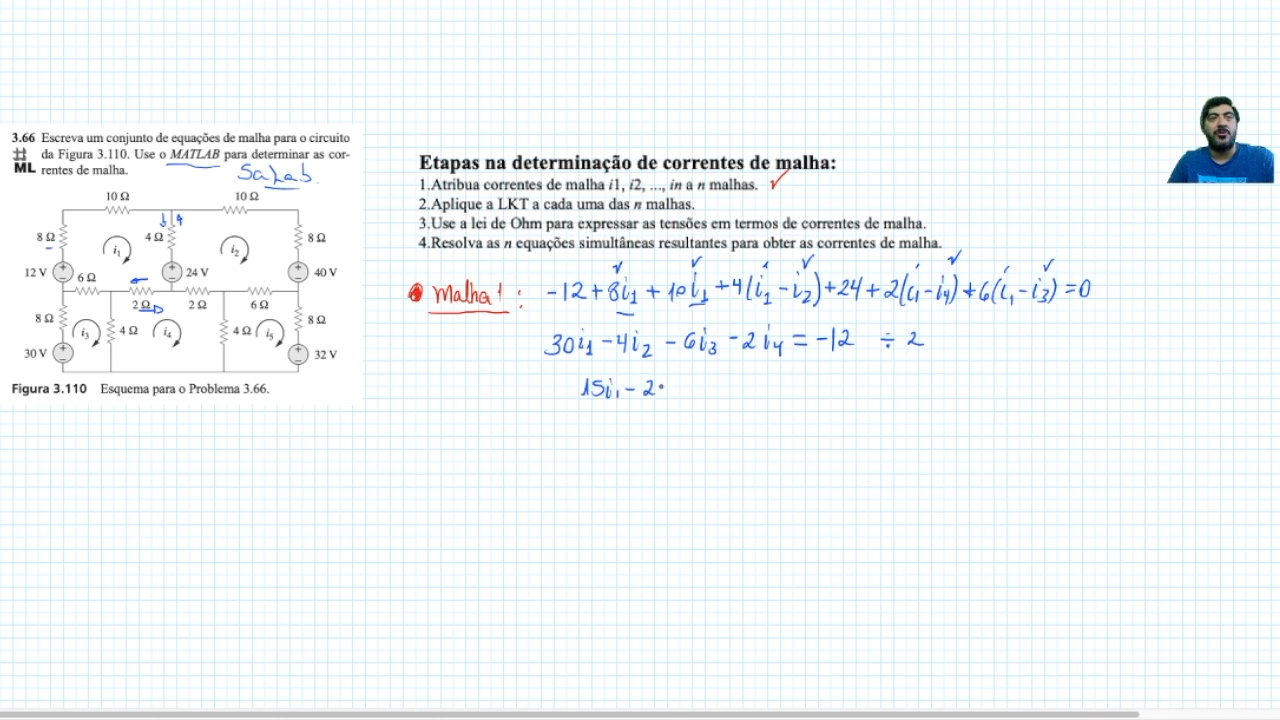 3.66 Escreva um conjunto de equações de malha para o circuito
da Figura 3.110. Use o MATLAB para determinar as cor-
ML rentes de malha.
SciLab
10 Ω 10 Ω
8 Ω 4 Ω 8 Ω
i1 i2
12 V 24 V 40 V
6 Ω
2 Ω 2 Ω 6 Ω
8 Ω 4 Ω 4 Ω 8 Ω
i3 i4 i5
30 V 32 V
Figura 3.110 Esquema para o Problema 3.66.
Etapas na determinação de correntes de malha:
1.Atribua correntes de malha i1, i2, ..., in a n malhas. ✓
2.Aplique a LKT a cada uma das n malhas.
3.Use a lei de Ohm para expressar as tensões em termos de correntes de malha.
4.Resolva as n equações simultâneas resultantes para obter as correntes de malha.
Malha 1: -12 + 8i1 + 10i1 + 4(i1 - i2) + 24 + 2(i1 - i4) + 6(i1 - i3) = 0
30i1 - 4i2 - 6i3 - 2i4 = -12 ÷ 2
15i1 - 2